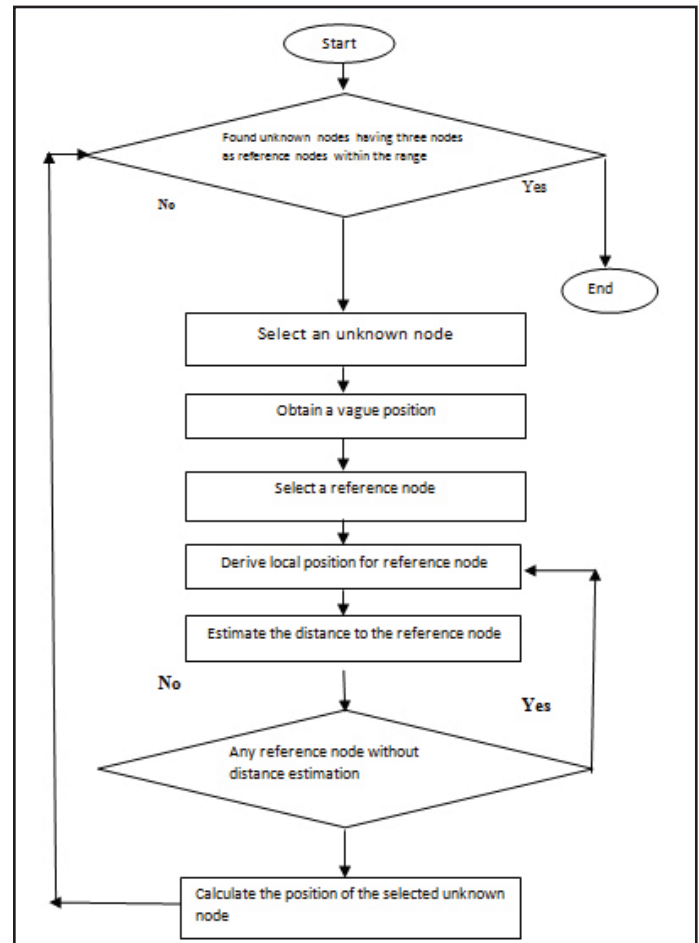 Start
Found unknown nodes having three nodes
as reference nodes within the range
No
Yes
End
Select an unknown node
Obtain a vague position
Select a reference node
Derive local position for reference node
Estimate the distance to the reference node
No
Yes
Any reference node without
distance estimation
Calculate the position of the selected unknown
node